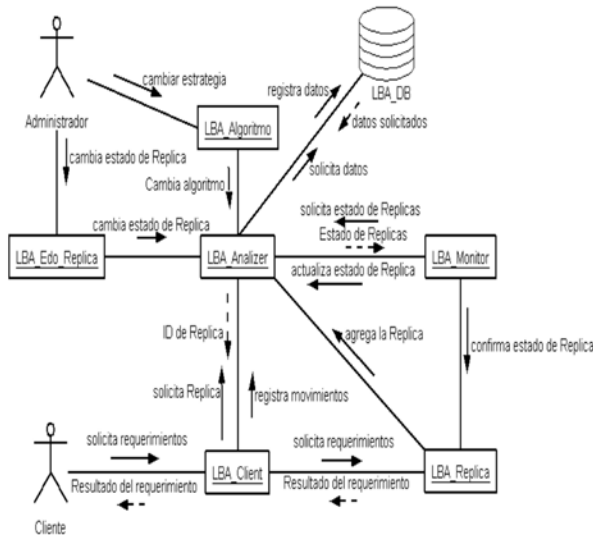 cambiar estrategia
registra datos
LBA_DB
Administrador
LBA_Algoritmo
datos solicitados
cambia estado de Replica
Cambia algoritmo
solicita datos
cambia estado de Replica
solicita estado de Replicas
Estado de Replicas
LBA_Edo_Replica
LBA_Analizer
LBA_Monitor
actualiza estado de Replica
ID de Replica
agrega la Replica
confirma estado de Replica
solicita Replica
registra movimientos
solicita requerimientos
solicita requerimientos
LBA_Client
LBA_Replica
Resultado del requerimiento
Resultado del requerimiento
Cliente